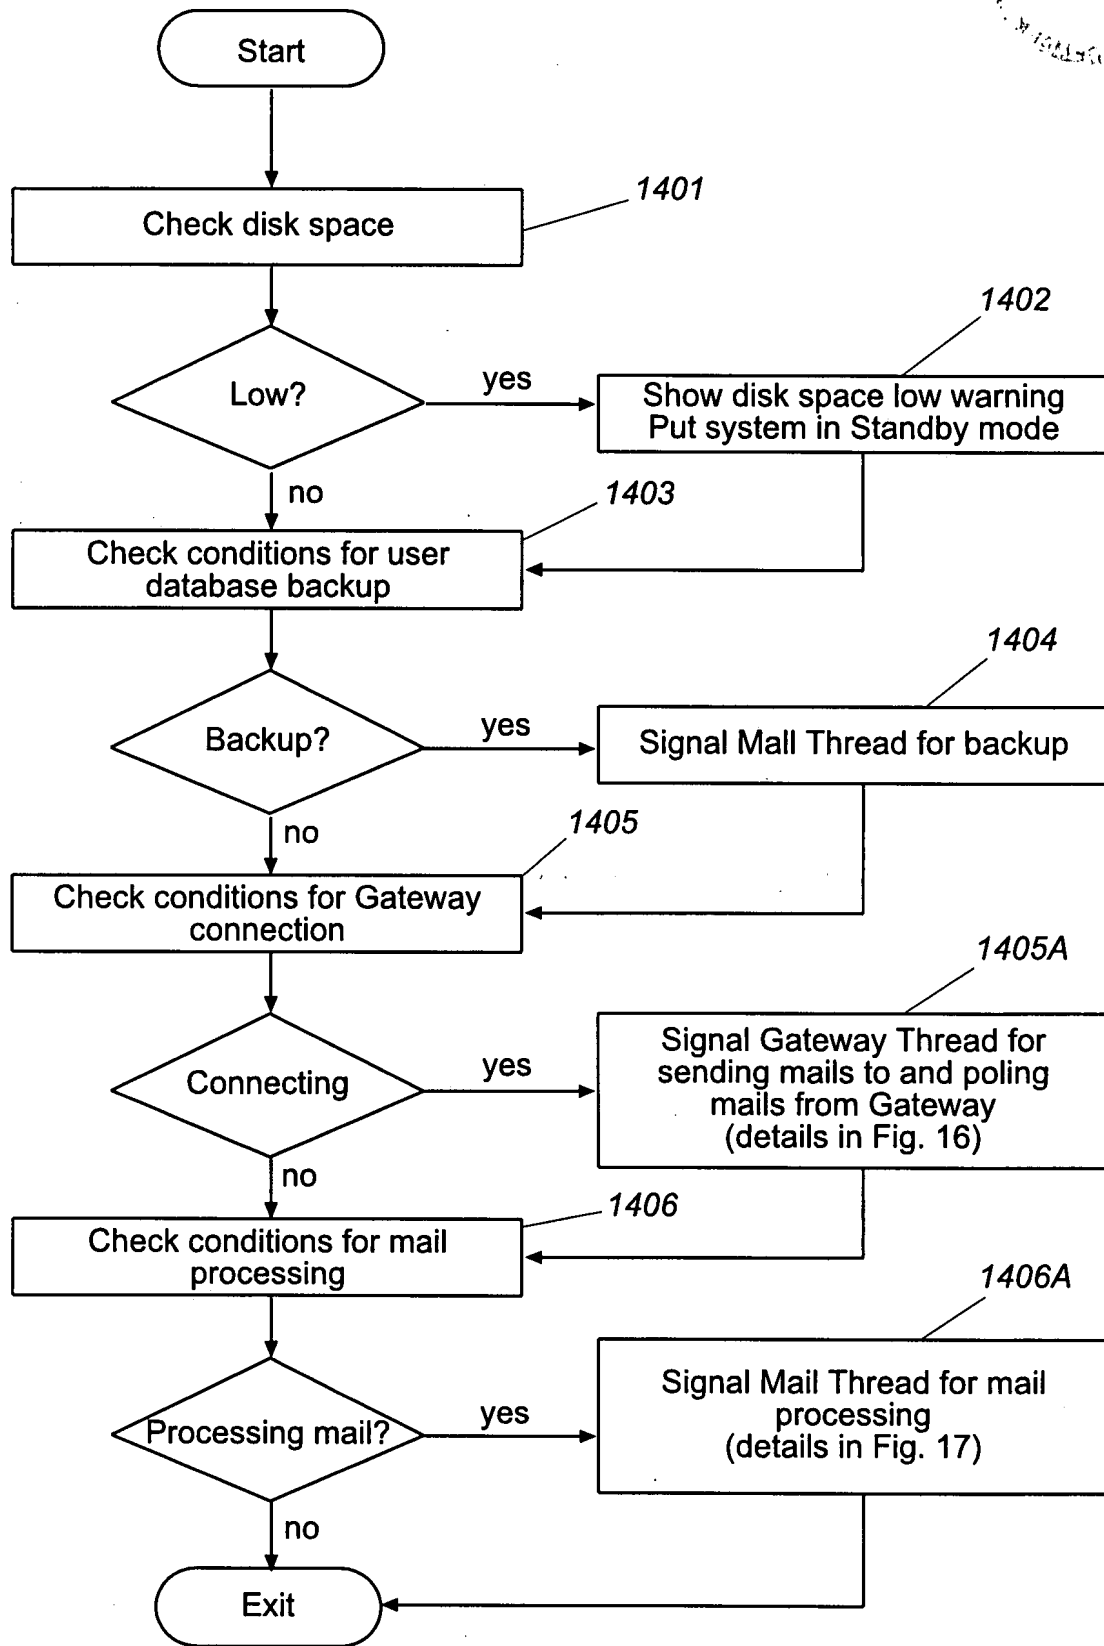 Start
1401
Check disk space
1402
Low?
yes
Show disk space low warning
Put system in Standby mode
no
1403
Check conditions for user
database backup
1404
Backup?
yes
Signal Mall Thread for backup
no
1405
Check conditions for Gateway
connection
1405A
Connecting
yes
Signal Gateway Thread for
sending mails to and poling
mails from Gateway
(details in Fig. 16)
no
1406
Check conditions for mail
processing
1406A
Processing mail?
yes
Signal Mail Thread for mail
processing
(details in Fig. 17)
no
Exit